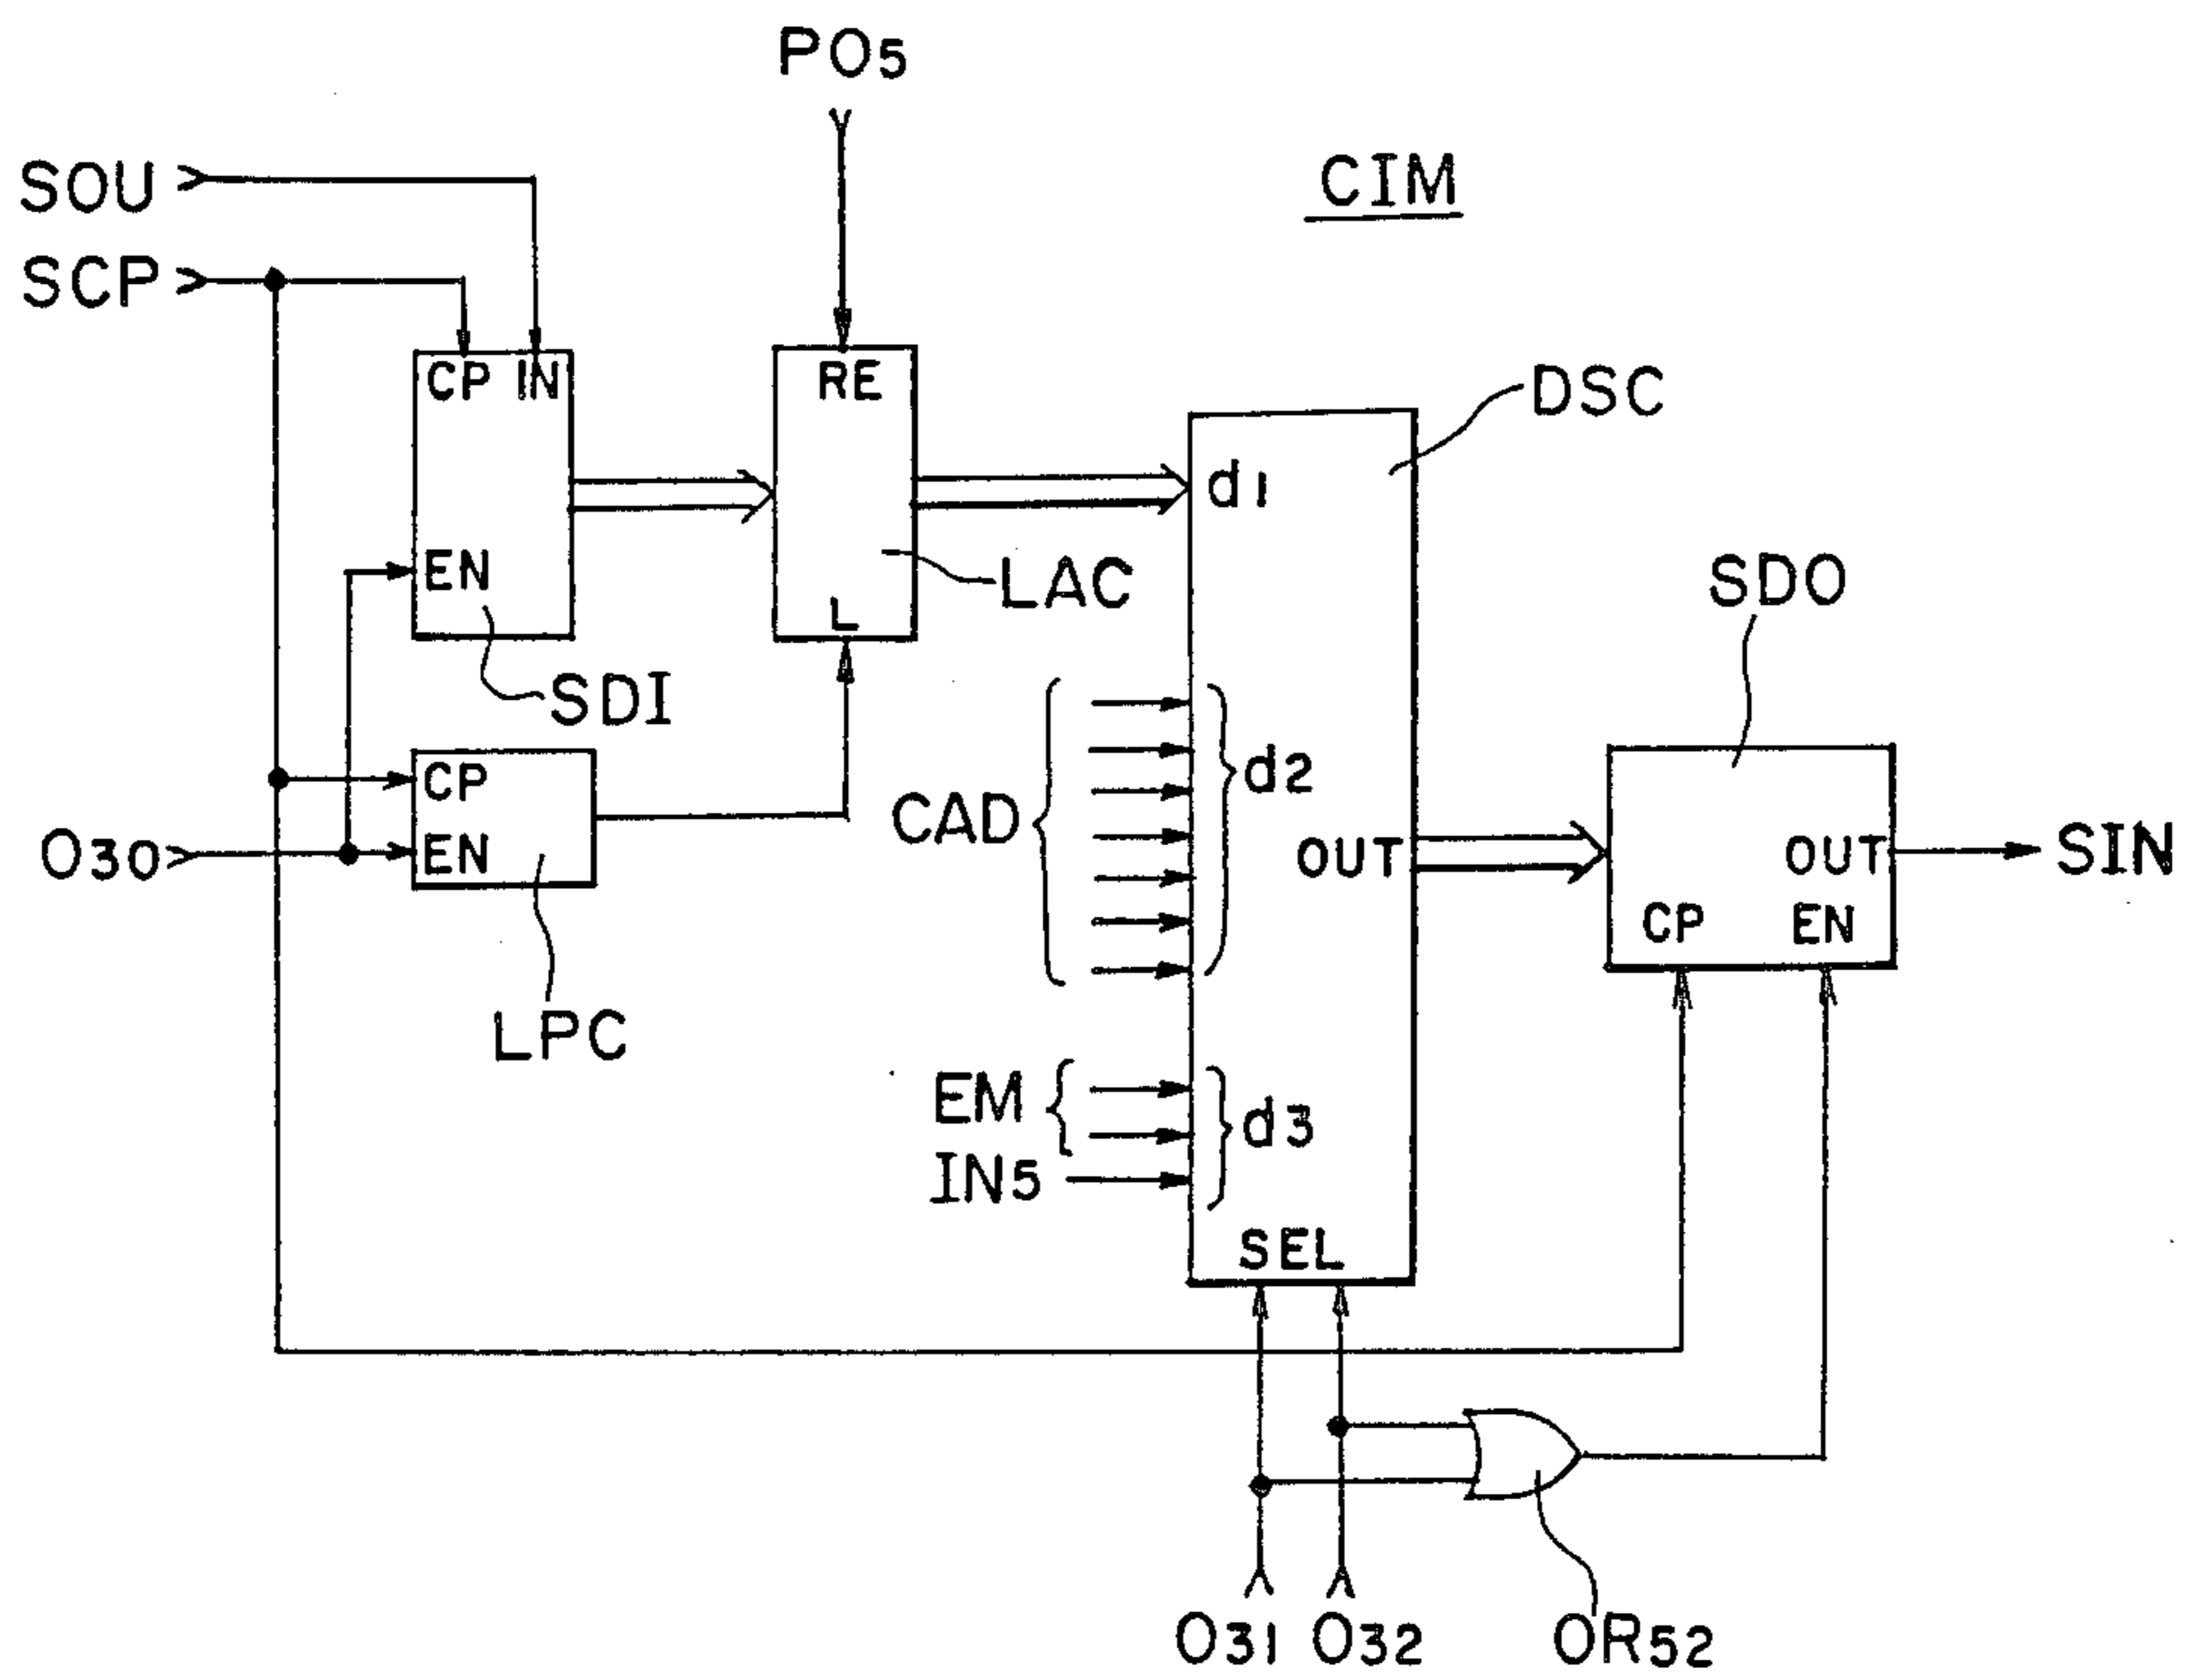 PO5
SOU
CIM
SCP
CP IN
RE
DSC
d1
EN
LAC
L
SDO
SDI
CP
d2
CAD
O30
EN
OUT
OUT
SIN
CP EN
LPC
EM
d3
IN5
SEL
O31
O32
OR52